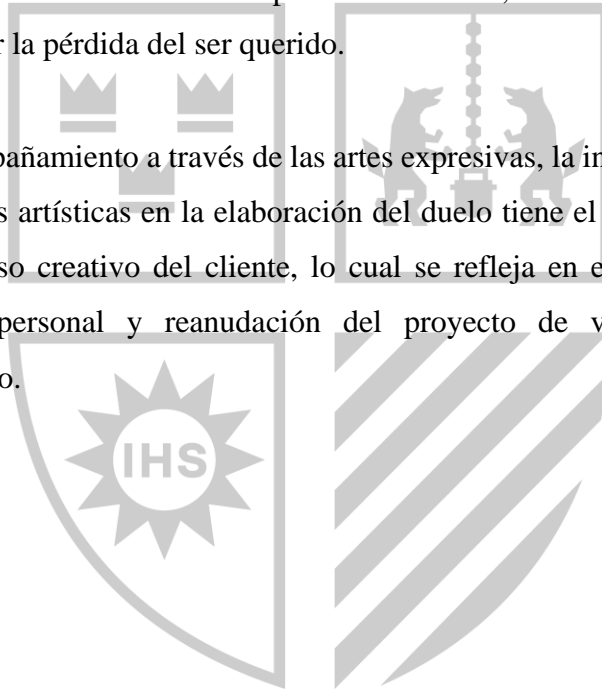 r la pérdida del ser querido.
pañamiento a través de las artes expresivas, la in
s artísticas en la elaboración del duelo tiene el
so creativo del cliente, lo cual se refleja en e
personal y reanudación del proyecto de v
o.
IHS